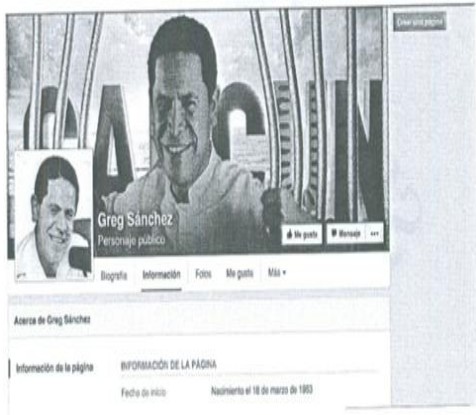 Crear una página
CANCUN
Greg Sánchez
Personaje público
Me gusta
Mensaje
•••
Biografía Información Fotos Me gusta Más
Acerca de Greg Sánchez
Información de la página
INFORMACIÓN DE LA PÁGINA
Fecha de inicio Nacimiento el 18 de marzo de 1963